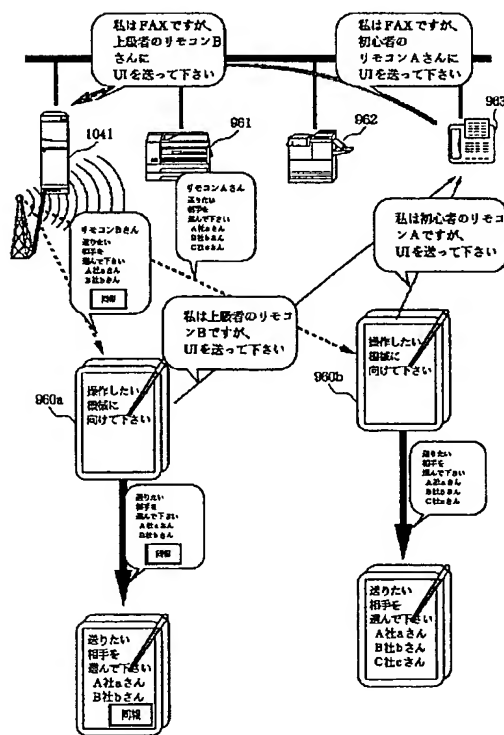 私はFAXですが、
上級者のリモコンB
さんに
UIを送って下さい
私はFAXですが、
初心者の
リモコンAさんに
UIを送って下さい
1041
961
962
963
リモコンAさん
送りたい
相手を
選んで下さい
A社aさん
B社bさん
C社cさん
リモコンBさん
送りたい
相手を
選んで下さい
A社aさん
B社bさん
同報
私は初心者のリモコ
ンAですが、
UIを送って下さい
私は上級者のリモコ
ンBですが、
UIを送って下さい
960a
操作したい
機械に
向けて下さい
960b
操作したい
機械に
向けて下さい
送りたい
相手を
選んで下さい
A社aさん
B社bさん
同報
送りたい
相手を
選んで下さい
A社aさん
B社bさん
C社cさん
送りたい
相手を
選んで下さい
A社aさん
B社bさん
同報
送りたい
相手を
選んで下さい
A社aさん
B社bさん
C社cさん